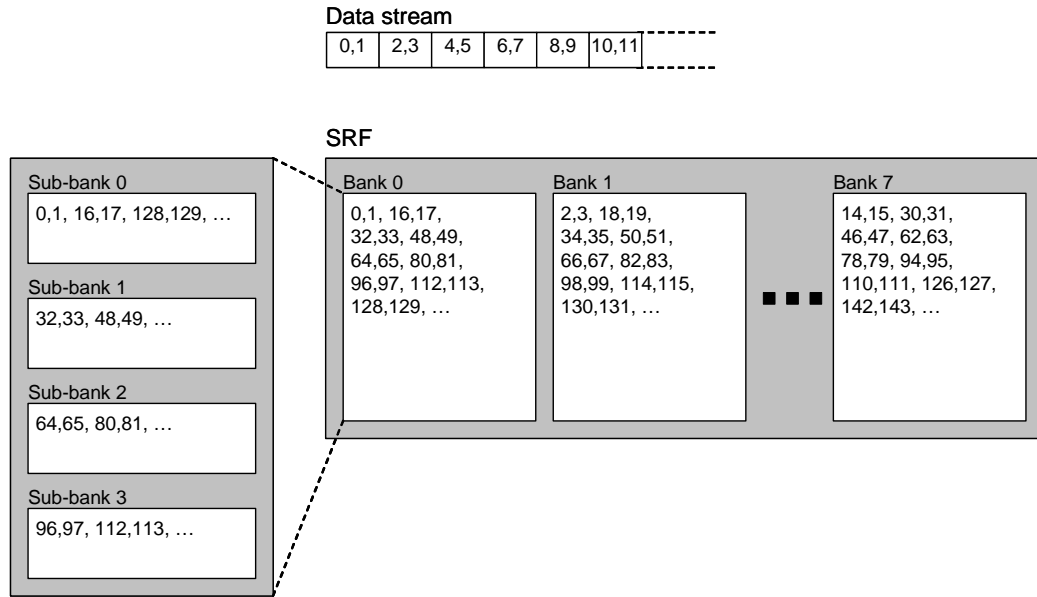 Data stream
0,1 2,3 4,5 6,7 8,9 10,11
SRF
Sub-bank 0
0,1, 16,17, 128,129, …
Sub-bank 1
32,33, 48,49, …
Sub-bank 2
64,65, 80,81, …
Sub-bank 3
96,97, 112,113, …
Bank 0
0,1, 16,17,
32,33, 48,49,
64,65, 80,81,
96,97, 112,113,
128,129, …
Bank 1
2,3, 18,19,
34,35, 50,51,
66,67, 82,83,
98,99, 114,115,
130,131, …
Bank 7
14,15, 30,31,
46,47, 62,63,
78,79, 94,95,
110,111, 126,127,
142,143, …